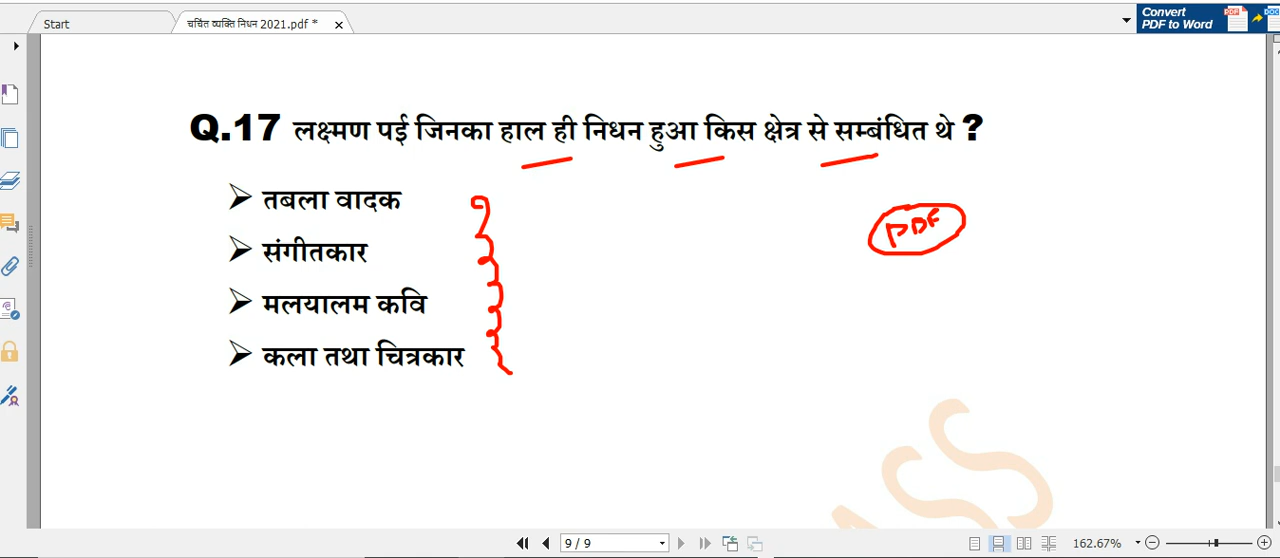 Start
चर्चित व्यक्ति निधन 2021.pdf *
Convert
PDF to Word
Q.17 लक्ष्मण पई जिनका हाल ही निधन हुआ किस क्षेत्र से सम्बंधित थे ?
तबला वादक
PDF
संगीतकार
मलयालम कवि
कला तथा चित्रकार
ASS
9 / 9
162.67%